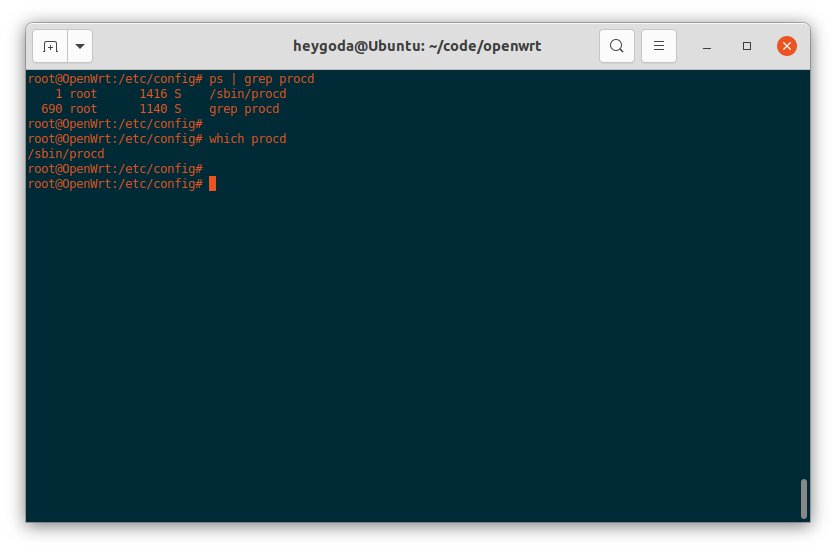 heygoda@Ubuntu: ~/code/openwrt
root@OpenWrt:/etc/config# ps | grep procd
    1 root      1416 S    /sbin/procd
  690 root      1140 S    grep procd
root@OpenWrt:/etc/config#
root@OpenWrt:/etc/config# which procd
/sbin/procd
root@OpenWrt:/etc/config#
root@OpenWrt:/etc/config#